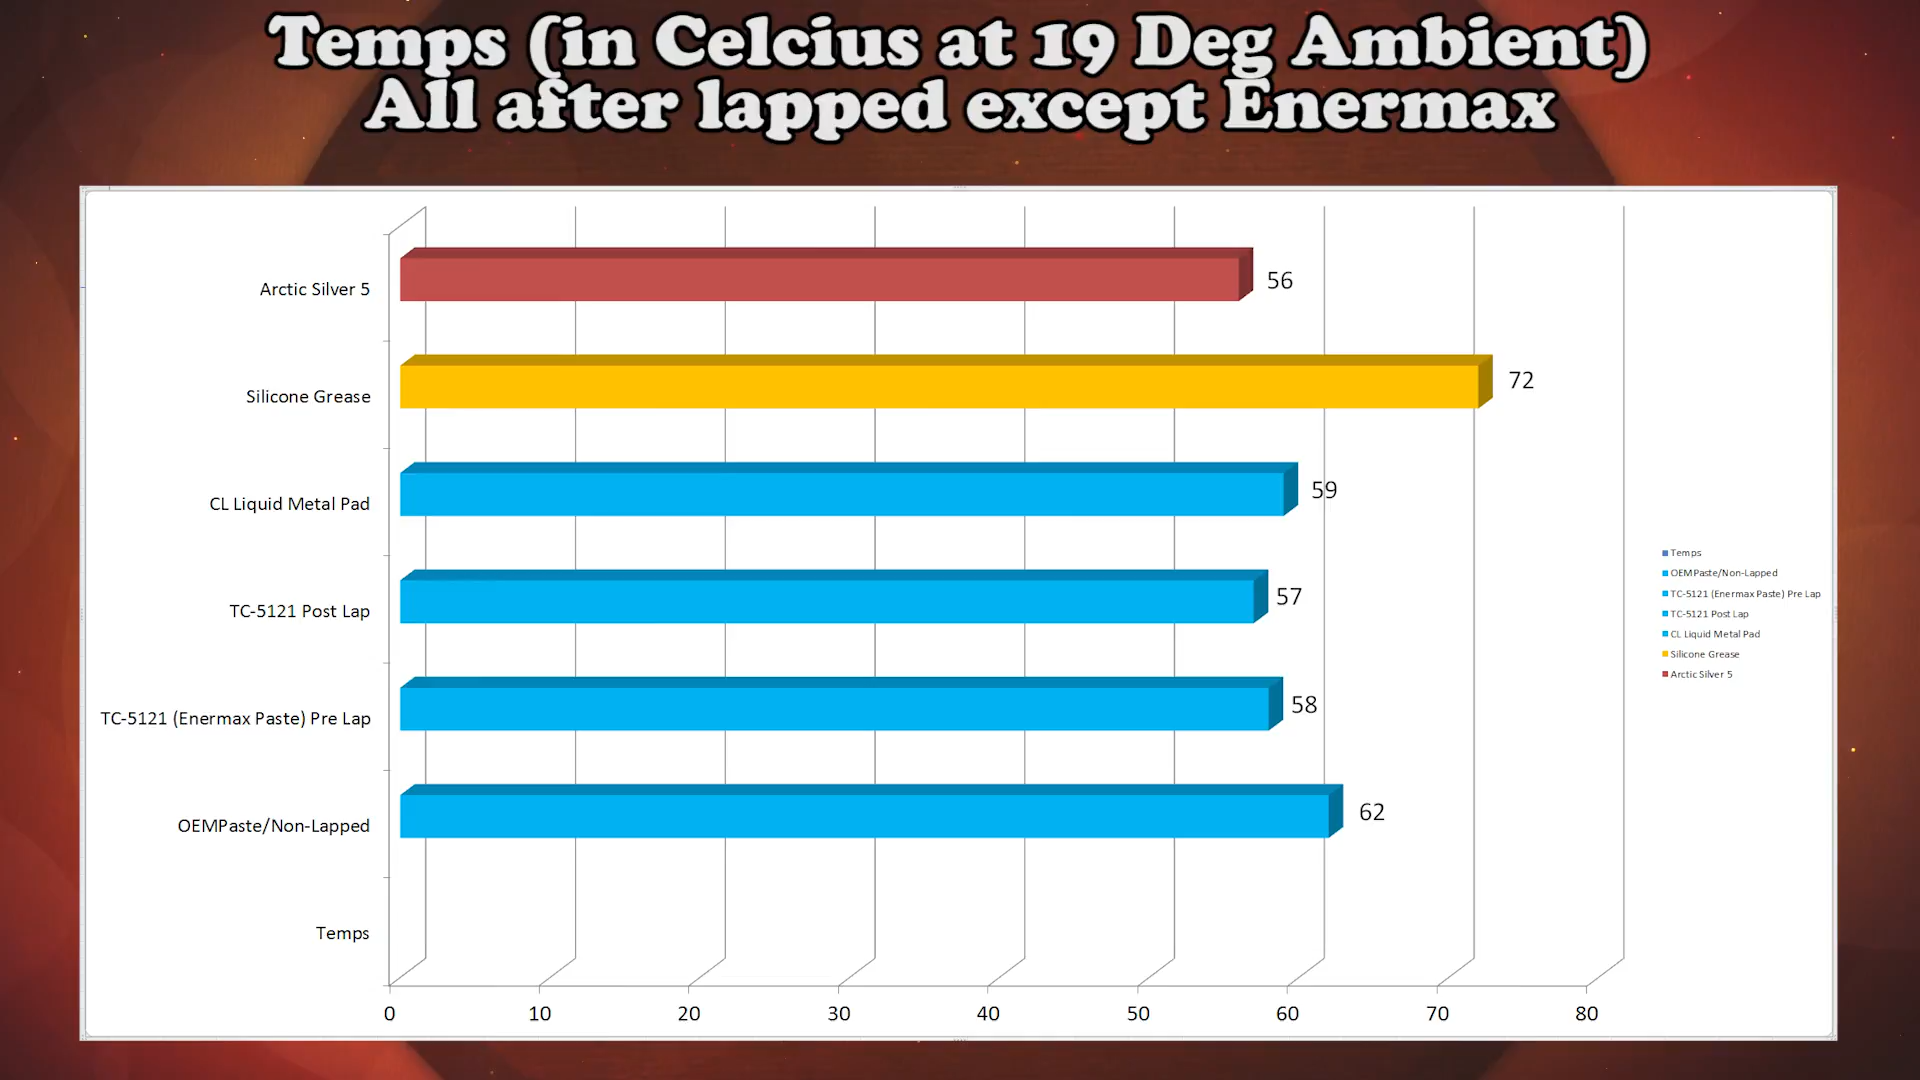 Temps (in Celcius at 19 Deg Ambient)
All after lapped except Enermax
Arctic Silver 5
56
Silicone Grease
72
CL Liquid Metal Pad
59
TC-5121 Post Lap
57
TC-5121 (Enermax Paste) Pre Lap
58
OEMPaste/Non-Lapped
62
Temps
0 10 20 30 40 50 60 70 80
Temps
OEMPaste/Non-Lapped
TC-5121 (Enermax Paste) Pre Lap
TC-5121 Post Lap
CL Liquid Metal Pad
Silicone Grease
Arctic Silver 5